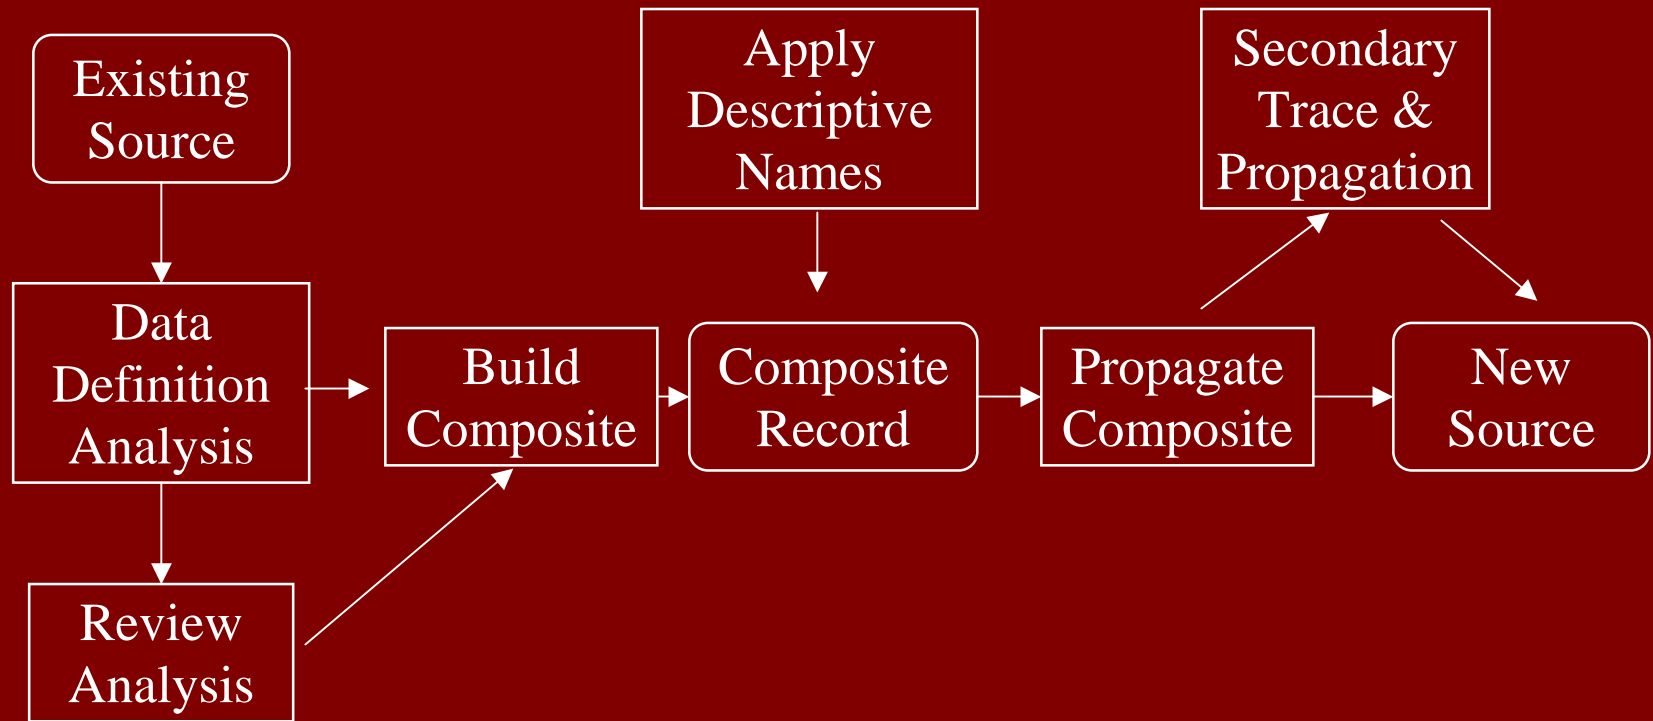 Existing
Source
Apply
Descriptive
Names
Secondary
Trace &
Propagation
Data
Definition
Analysis
Build
Composite
Composite
Record
Propagate
Composite
New
Source
Review
Analysis